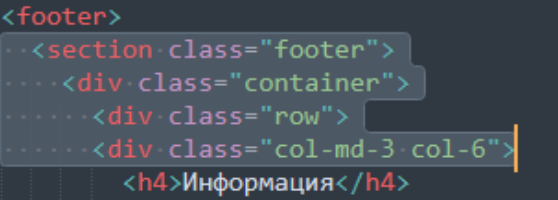 <footer>
<section class="footer">
<div class="container">
<div class="row">
<div class="col-md-3 col-6">
<h4>Информация</h4>